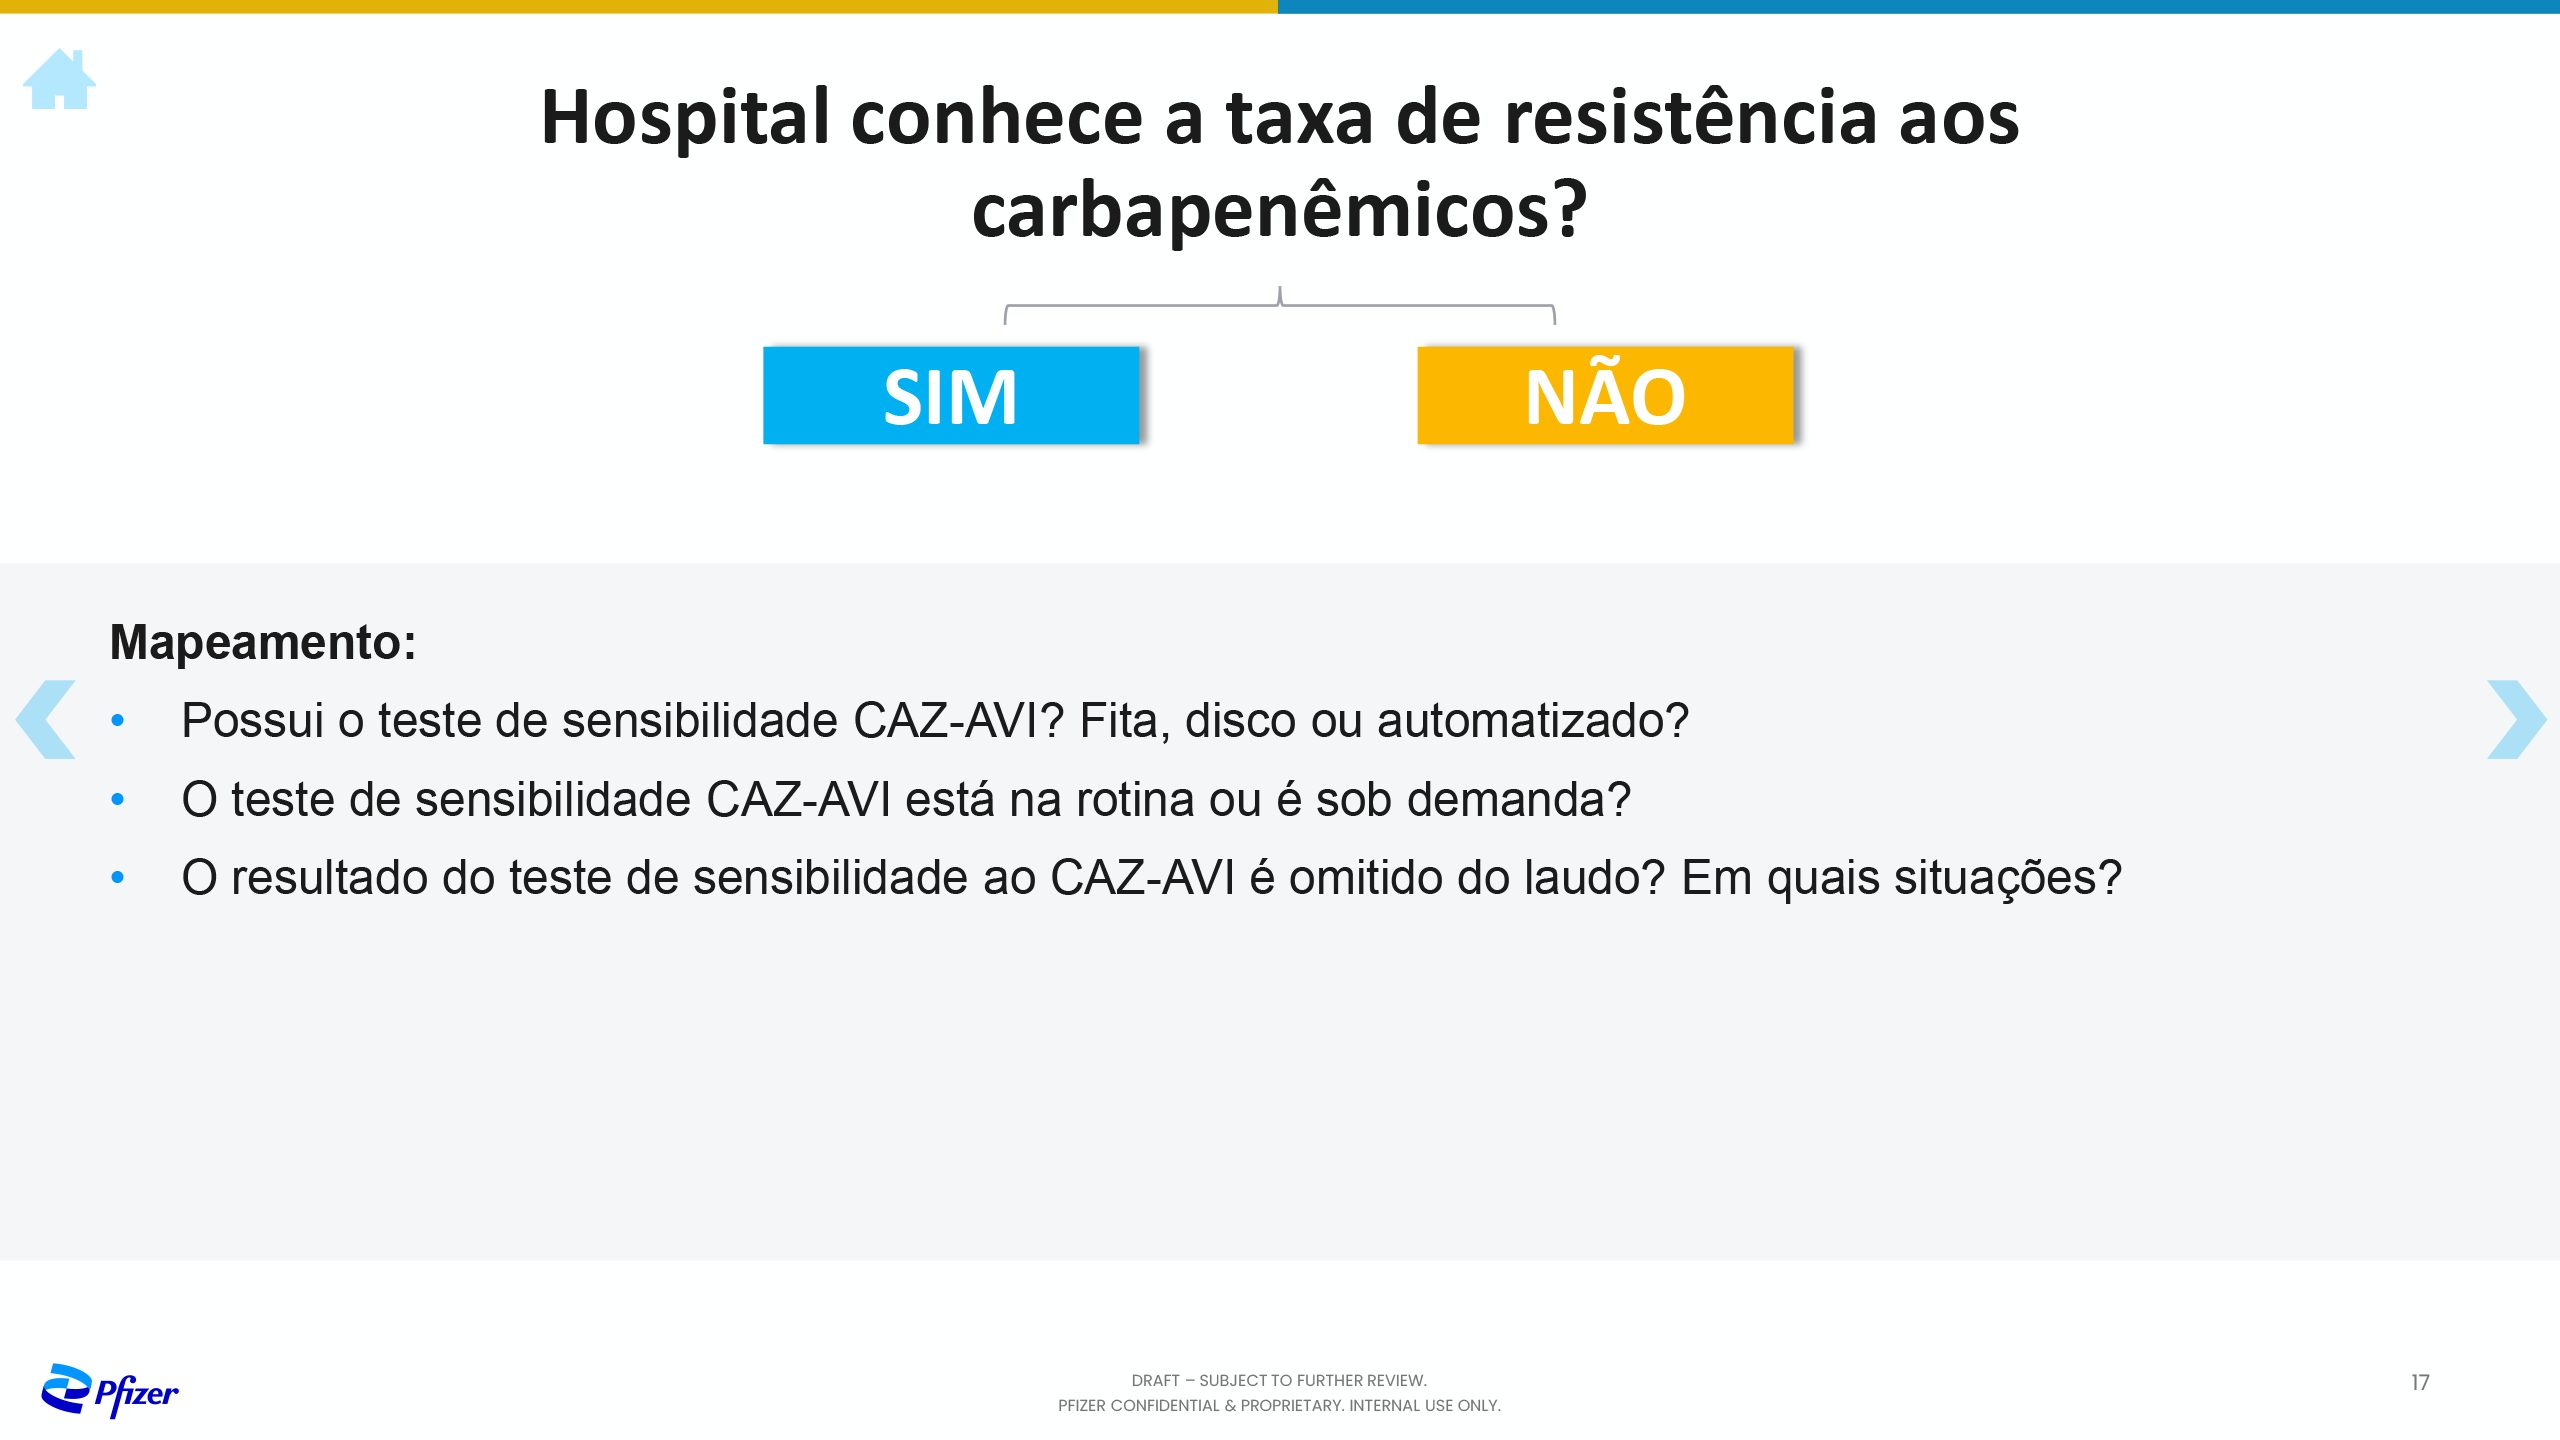 Hospital conhece a taxa de resistência aos
carbapenêmicos?
SIM
NÃO
Mapeamento:
• Possui o teste de sensibilidade CAZ-AVI? Fita, disco ou automatizado?
• O teste de sensibilidade CAZ-AVI está na rotina ou é sob demanda?
• O resultado do teste de sensibilidade ao CAZ-AVI é omitido do laudo? Em quais situações?
Pfizer
DRAFT – SUBJECT TO FURTHER REVIEW.
PFIZER CONFIDENTIAL & PROPRIETARY. INTERNAL USE ONLY.
17